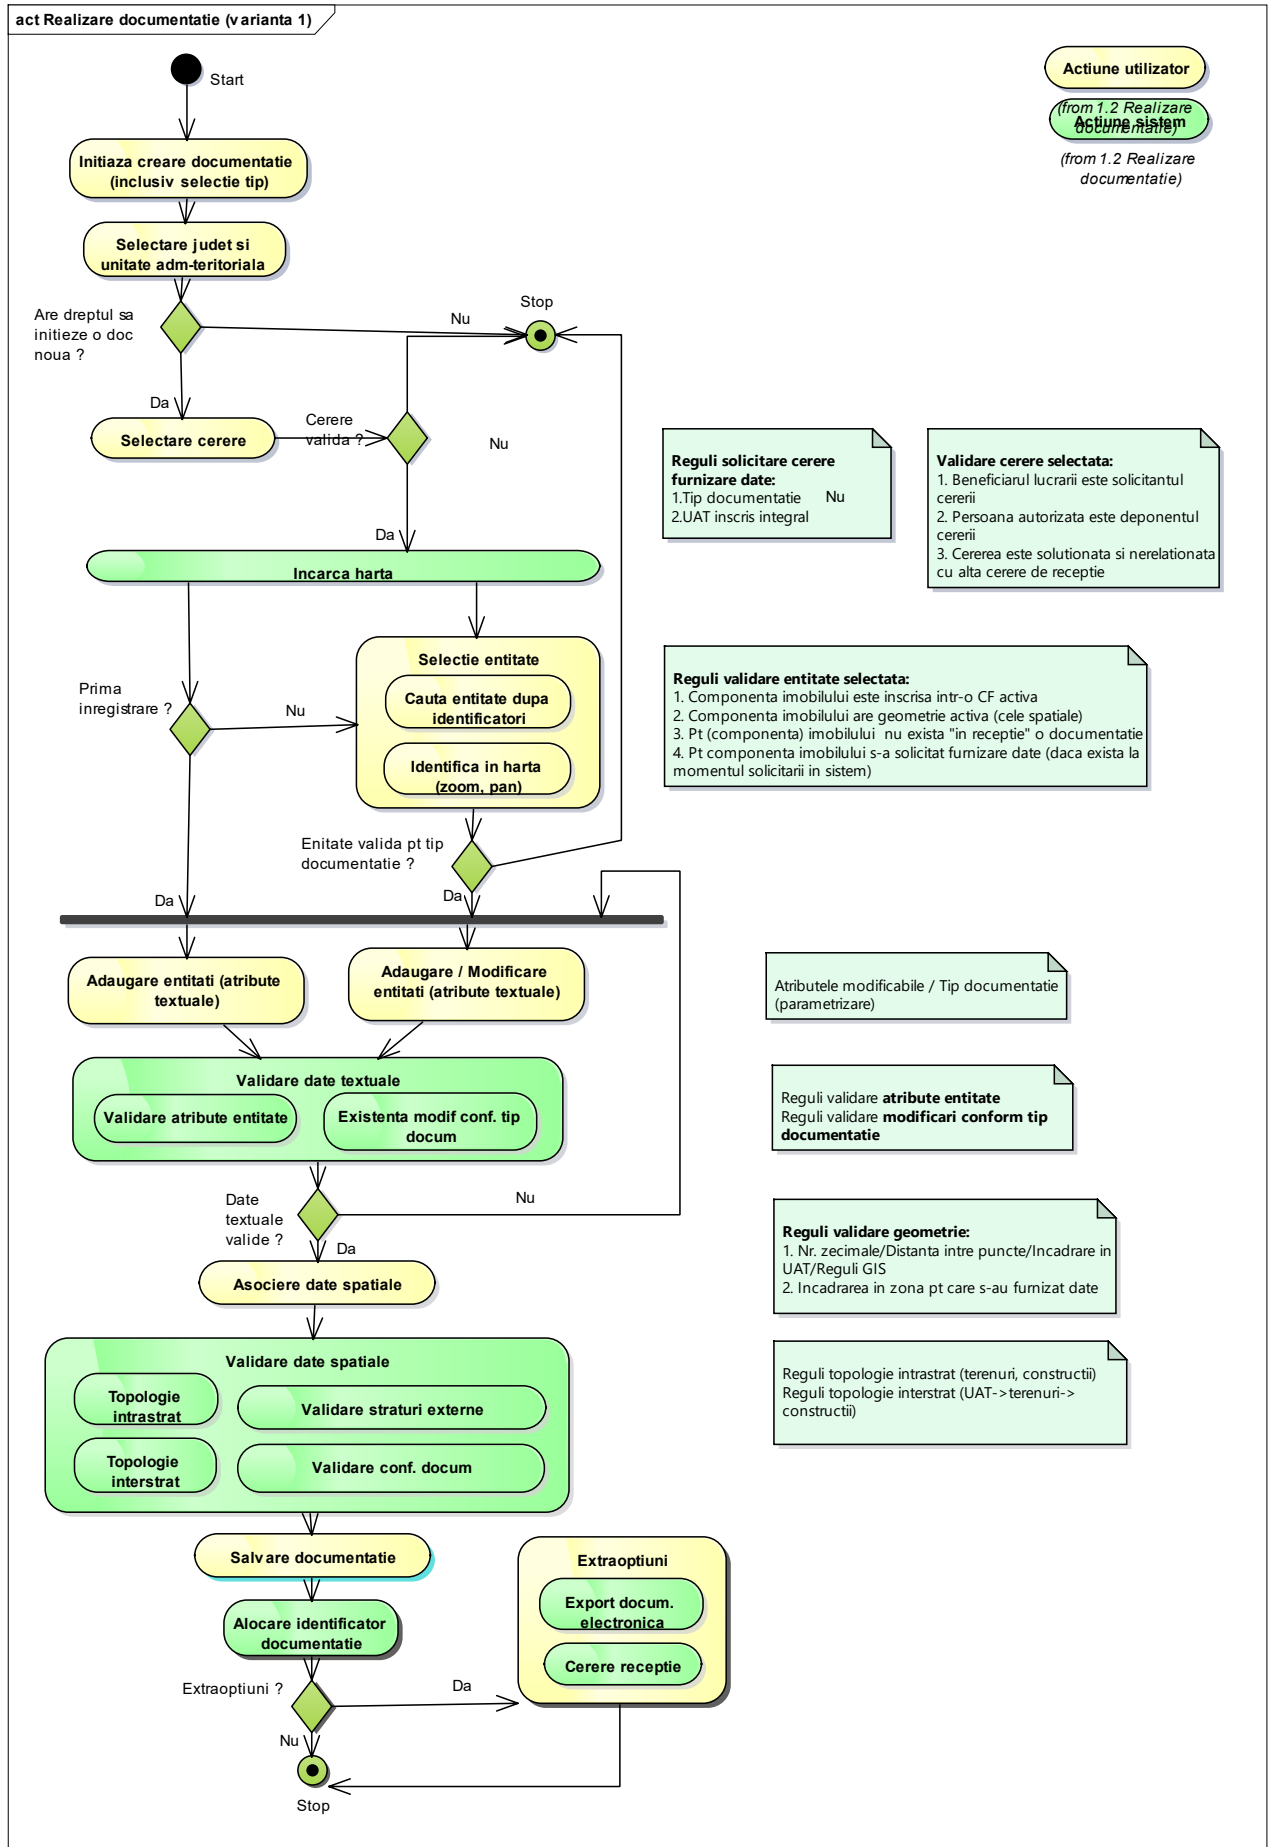 act Realizare documentatie (varianta 1)
Start
Actiune utilizator
(from 1.2 Realizare
documentatie)
Actiune sistem
(from 1.2 Realizare
documentatie)
Initiaza creare documentatie
(inclusiv selectie tip)
Selectare judet si
unitate adm-teritoriala
Are dreptul sa
initieze o doc
noua ?
Nu
Stop
Da
Selectare cerere
Cerere
valida ?
Nu
Reguli solicitare cerere
furnizare date:
1.Tip documentatie
Nu
2.UAT inscris integral
Validare cerere selectata:
1. Beneficiarul lucrarii este solicitantul
cererii
2. Persoana autorizata este deponentul
cererii
3. Cererea este solutionata si nerelationata
cu alta cerere de receptie
Da
Incarca harta
Selectie entitate
Cauta entitate dupa
identificatori
Identifica in harta
(zoom, pan)
Prima
inregistrare ?
Nu
Reguli validare entitate selectata:
1. Componenta imobilului este inscrisa intr-o CF activa
2. Componenta imobilului are geometrie activa (cele spatiale)
3. Pt (componenta) imobilului nu exista "in receptie" o documentatie
4. Pt componenta imobilului s-a solicitat furnizare date (daca exista la
momentul solicitarii in sistem)
Enitate valida pt tip
documentatie ?
Da
Da
Adaugare entitati (atribute
textuale)
Adaugare / Modificare
entitati (atribute textuale)
Atributele modificabile / Tip documentatie
(parametrizare)
Validare date textuale
Validare atribute entitate
Existenta modif conf. tip
docum
Reguli validare atribute entitate
Reguli validare modificari conform tip
documentatie
Date
textuale
valide ?
Nu
Da
Asociere date spatiale
Reguli validare geometrie:
1. Nr. zecimale/Distanta intre puncte/Incadrare in
UAT/Reguli GIS
2. Incadrarea in zona pt care s-au furnizat date
Validare date spatiale
Topologie
intrastrat
Validare straturi externe
Topologie
interstrat
Validare conf. docum
Reguli topologie intrastrat (terenuri, constructii)
Reguli topologie interstrat (UAT->terenuri->
constructii)
Salvare documentatie
Alocare identificator
documentatie
Extraoptiuni
Export docum.
electronica
Cerere receptie
Extraoptiuni ?
Da
Nu
Stop